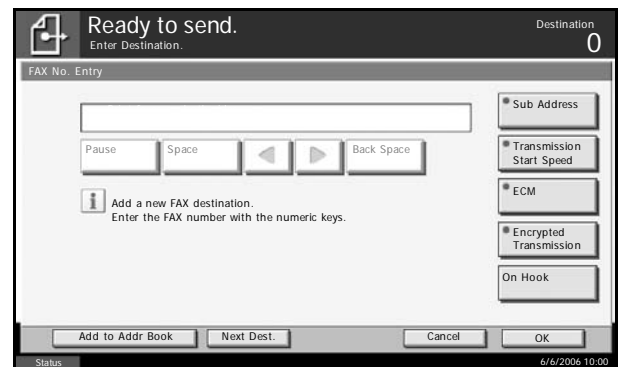 Ready to send.
Enter Destination.
Destination
0
FAX No. Entry
Pause
Space
Back Space
i Add a new FAX destination.
Enter the FAX number with the numeric keys.
Sub Address
Transmission
Start Speed
ECM
Encrypted
Transmission
On Hook
Add to Addr Book
Next Dest.
Cancel
OK
Status
6/6/2006 10:00